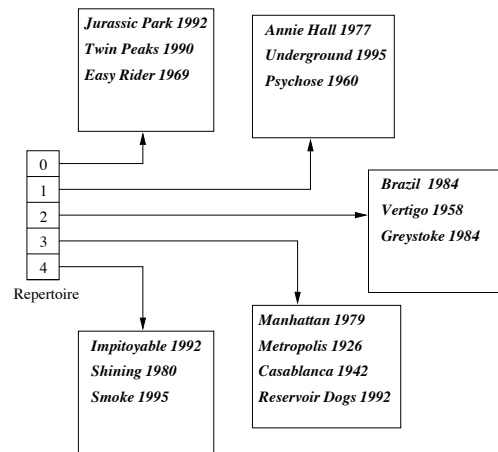 Jurassic Park 1992
Twin Peaks 1990
Easy Rider 1969
Annie Hall 1977
Underground 1995
Psychose 1960
0
1
2
3
4
Repertoire
Brazil 1984
Vertigo 1958
Greystoke 1984
Impitoyable 1992
Shining 1980
Smoke 1995
Manhattan 1979
Metropolis 1926
Casablanca 1942
Reservoir Dogs 1992